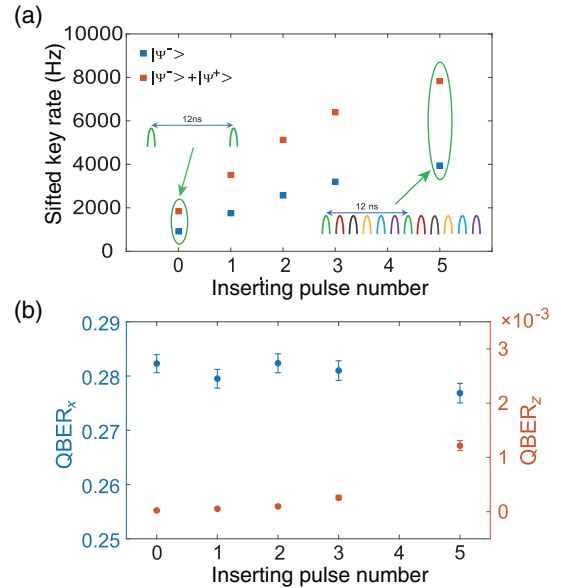 (a)
10000
8000
6000
4000
2000
0
Sifted key rate (Hz)
|Ψ⁻>
|Ψ⁻>+|Ψ⁺>
12ns
12 ns
0 1 2 3 4 5
Inserting pulse number
(b)
0.29
0.28
0.27
0.26
0.25
QBERₓ
×10⁻³
3
2
1
0
QBER_z
0 1 2 3 4 5
Inserting pulse number